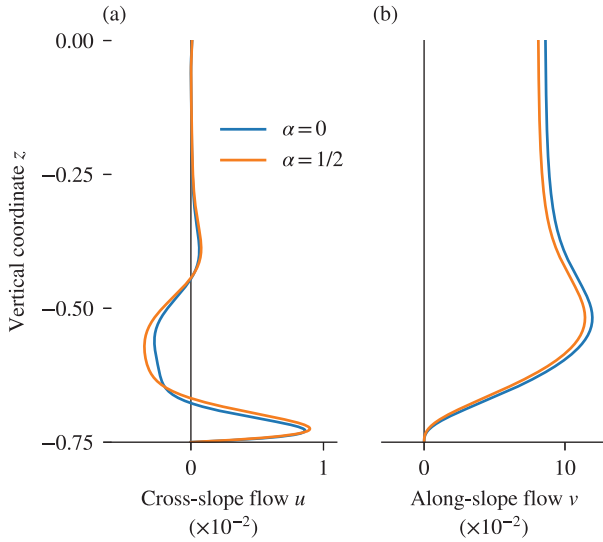 (a)
(b)
0.00
−0.25
−0.50
−0.75
Vertical coordinate z
α = 0
α = 1/2
0
1
0
10
Cross-slope flow u
(×10⁻²)
Along-slope flow v
(×10⁻²)